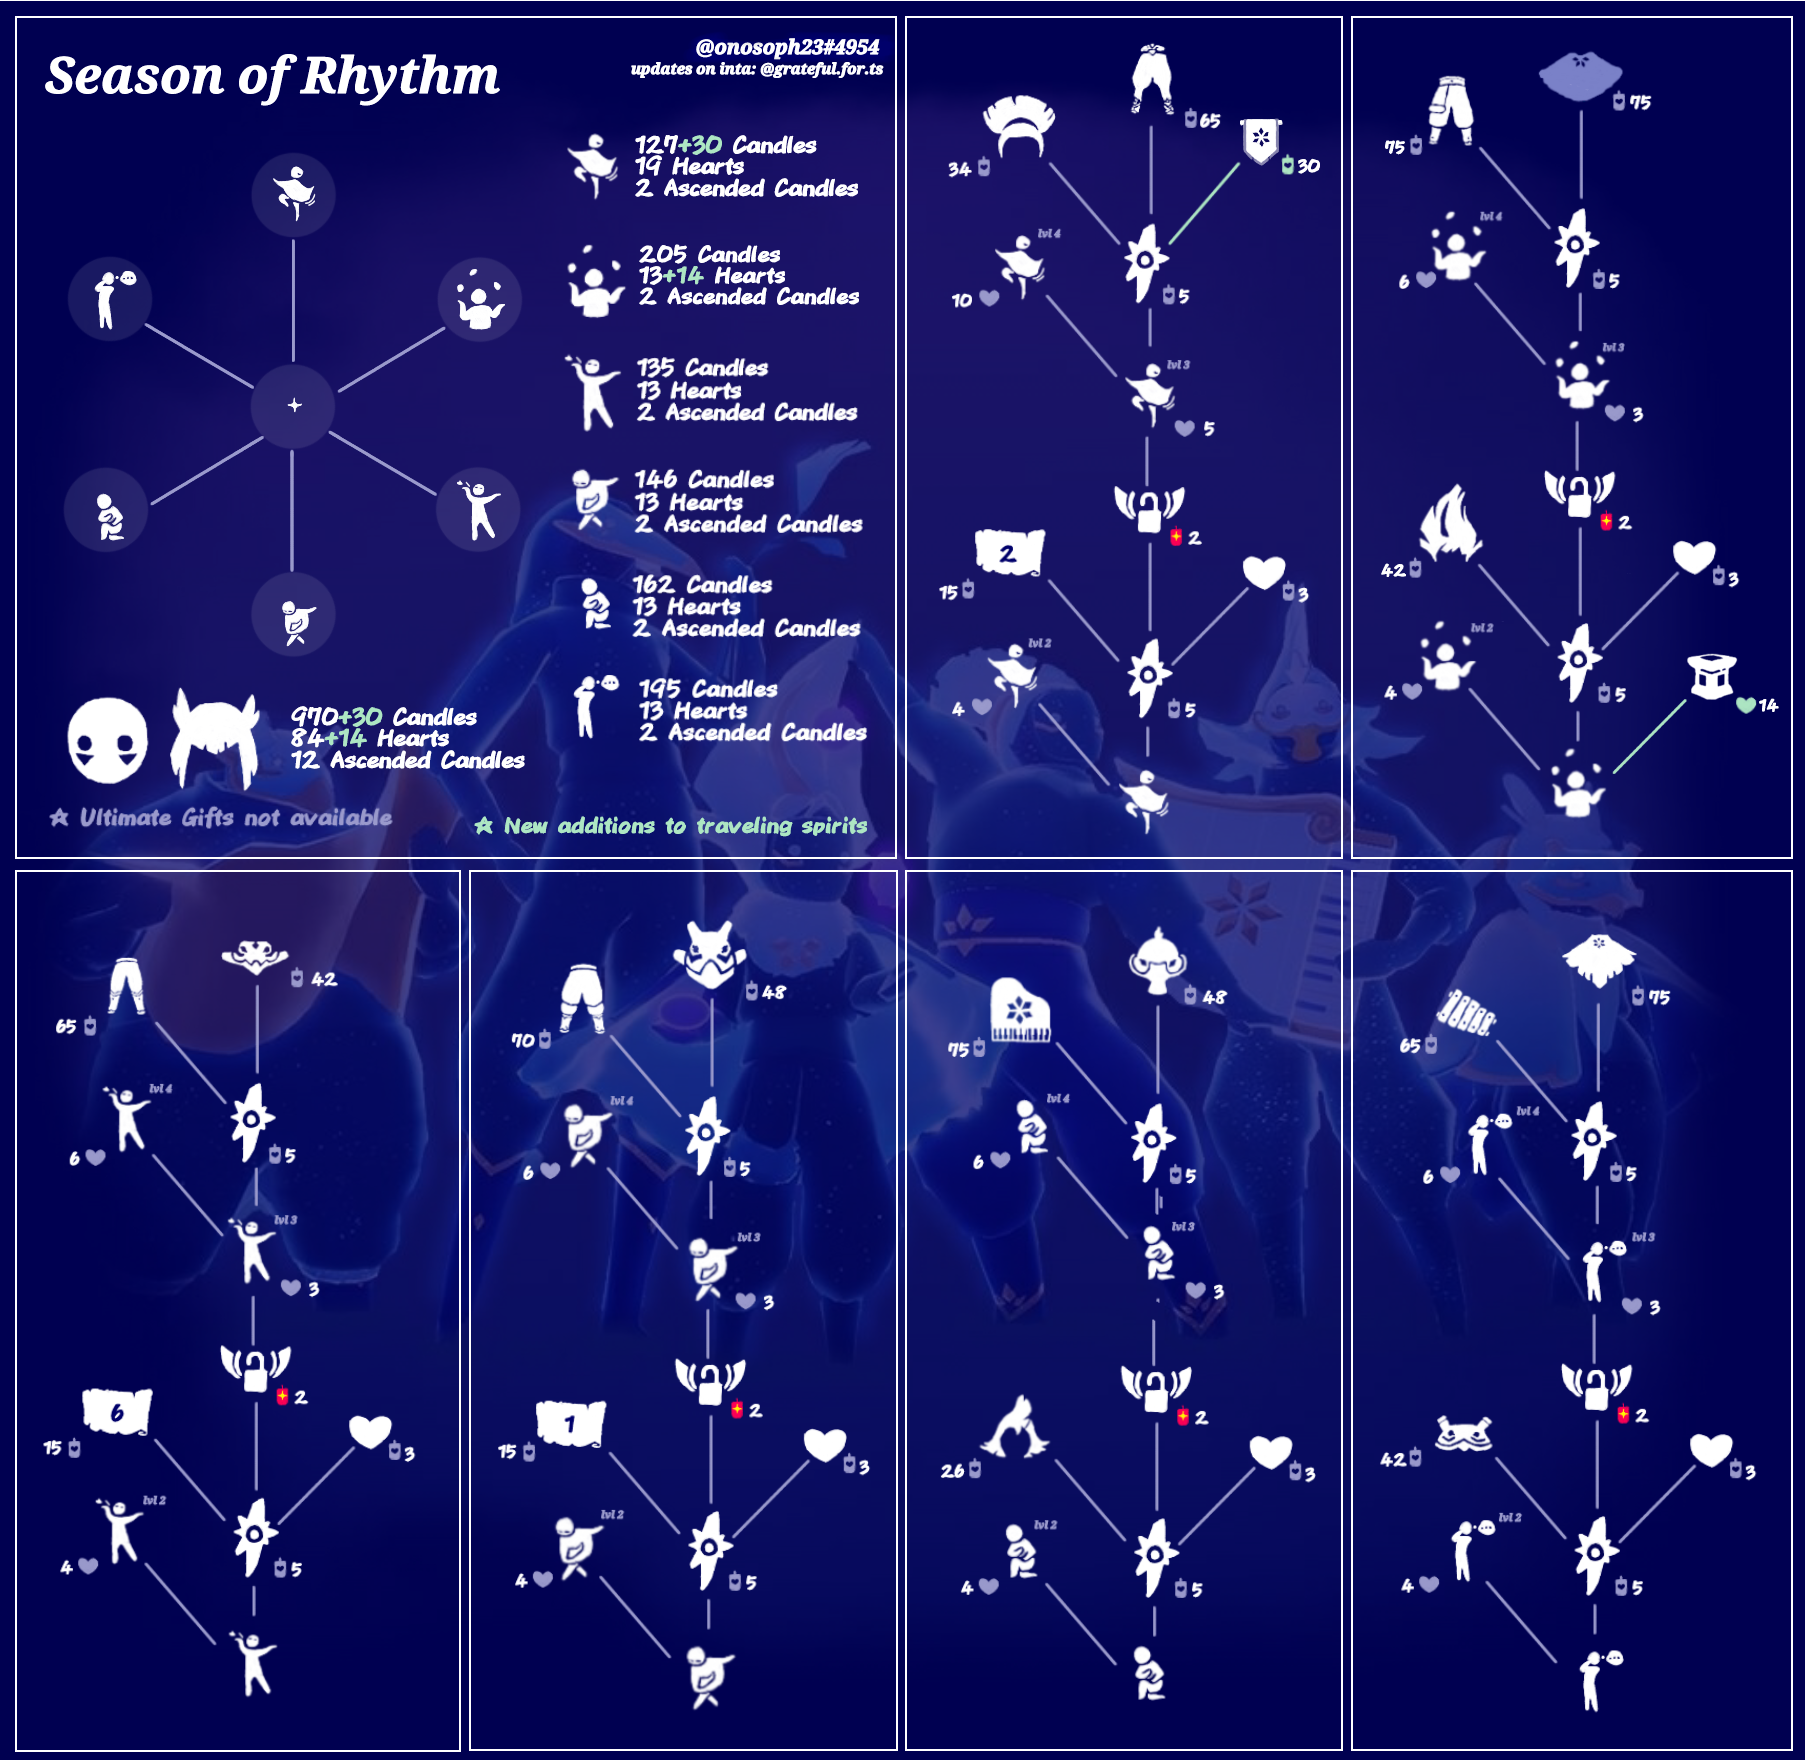 Season of Rhythm
@onosoph23#4954
updates on inta: @grateful.for.ts
127+30 Candles
19 Hearts
2 Ascended Candles
205 Candles
13+14 Hearts
2 Ascended Candles
135 Candles
13 Hearts
2 Ascended Candles
146 Candles
13 Hearts
2 Ascended Candles
162 Candles
13 Hearts
2 Ascended Candles
195 Candles
13 Hearts
2 Ascended Candles
970+30 Candles
84+14 Hearts
12 Ascended Candles
☆ Ultimate Gifts not available
☆ New additions to traveling spirits
65
34
30
lvl 4
10
5
lvl 3
5
2
2
15
3
lvl 2
4
5
75
75
lvl 4
6
5
lvl 3
3
2
42
3
lvl 2
4
5
14
42
65
lvl 4
6
5
lvl 3
3
2
6
15
3
lvl 2
4
5
48
70
lvl 4
6
5
lvl 3
3
2
1
15
3
lvl 2
4
5
48
75
lvl 4
6
5
lvl 3
3
2
26
3
lvl 2
4
5
75
65
lvl 4
6
5
lvl 3
3
2
42
3
lvl 2
4
5